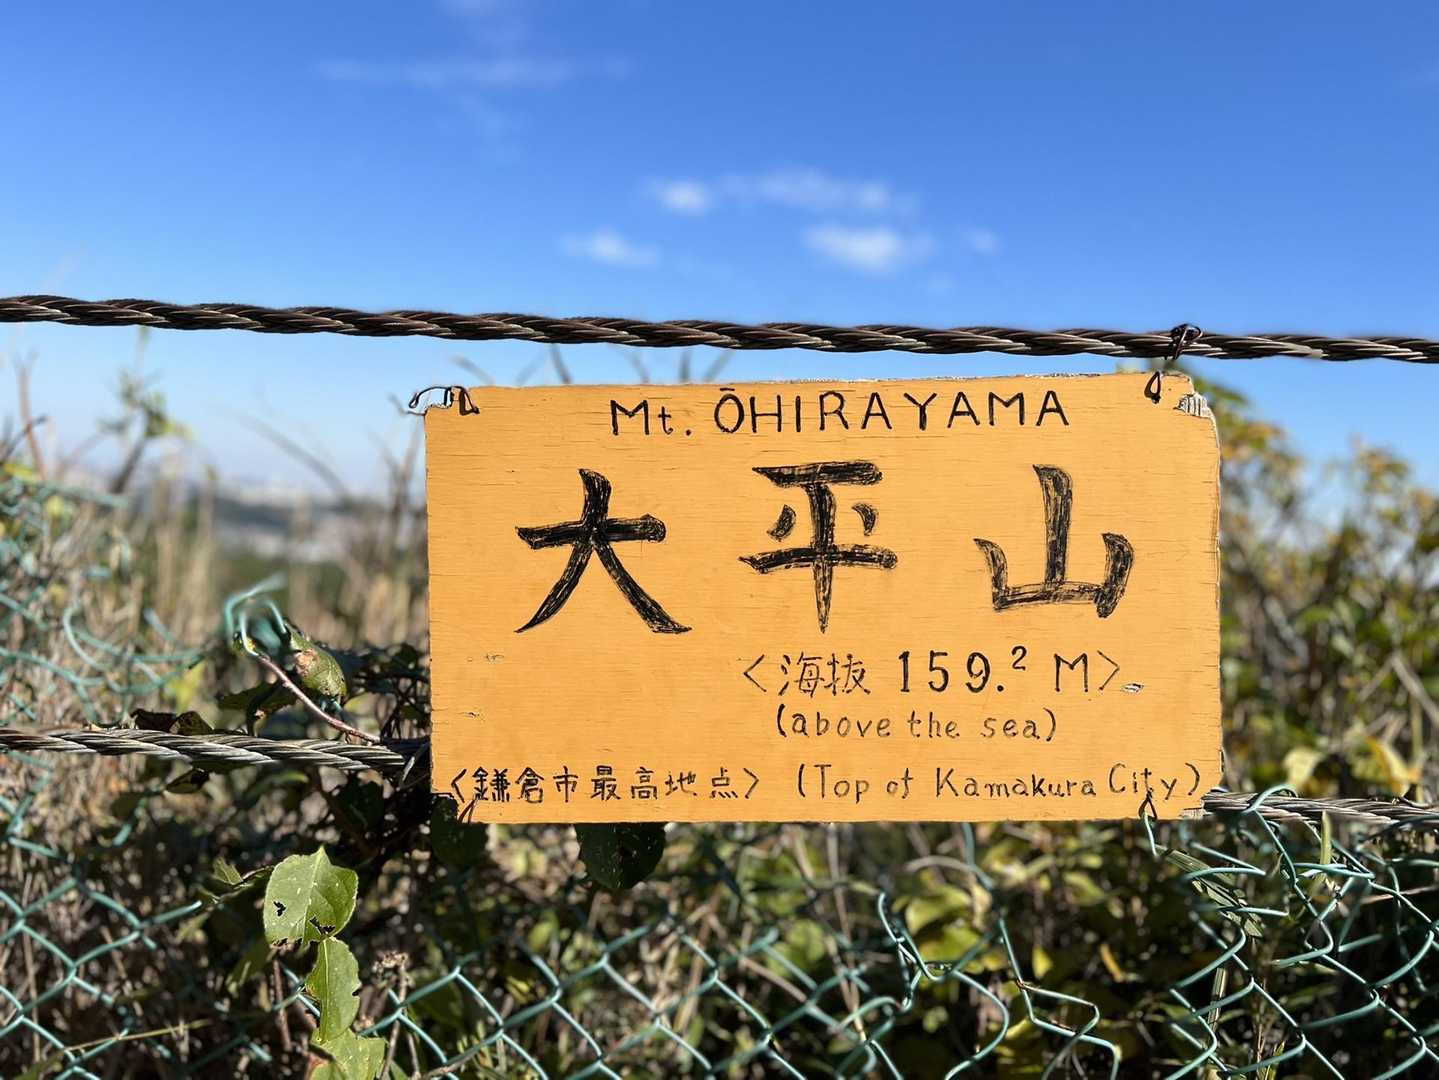 Mt. ŌHIRAYAMA
大平山
〈海抜 159.² M〉
(above the sea)
〈鎌倉市最高地点〉 (Top of Kamakura City)